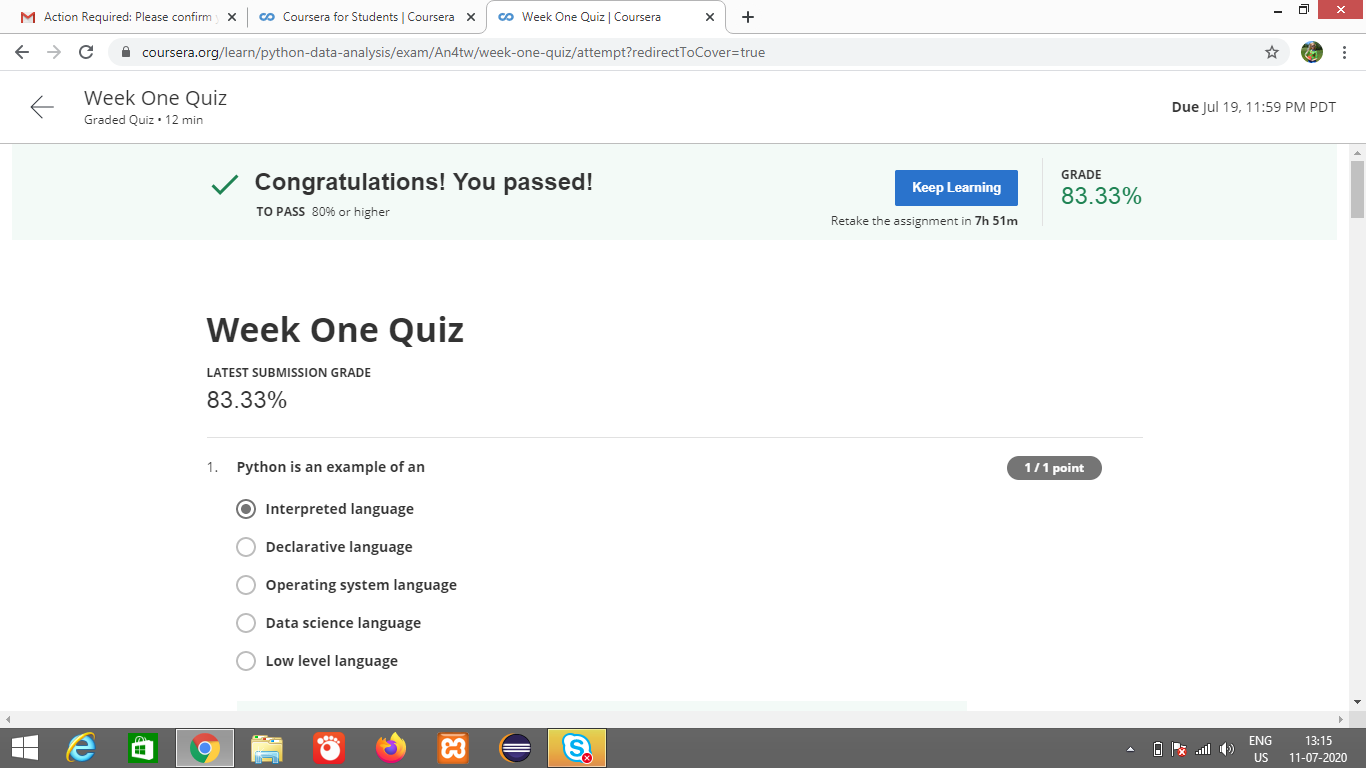 Action Required: Please confirm
Coursera for Students | Coursera
Week One Quiz | Coursera
coursera.org/learn/python-data-analysis/exam/An4tw/week-one-quiz/attempt?redirectToCover=true
Week One Quiz
Graded Quiz • 12 min
Due Jul 19, 11:59 PM PDT
Congratulations! You passed!
TO PASS 80% or higher
Keep Learning
Retake the assignment in 7h 51m
GRADE
83.33%
Week One Quiz
LATEST SUBMISSION GRADE
83.33%
1. Python is an example of an
1 / 1 point
Interpreted language
Declarative language
Operating system language
Data science language
Low level language
ENG
US
13:15
11-07-2020